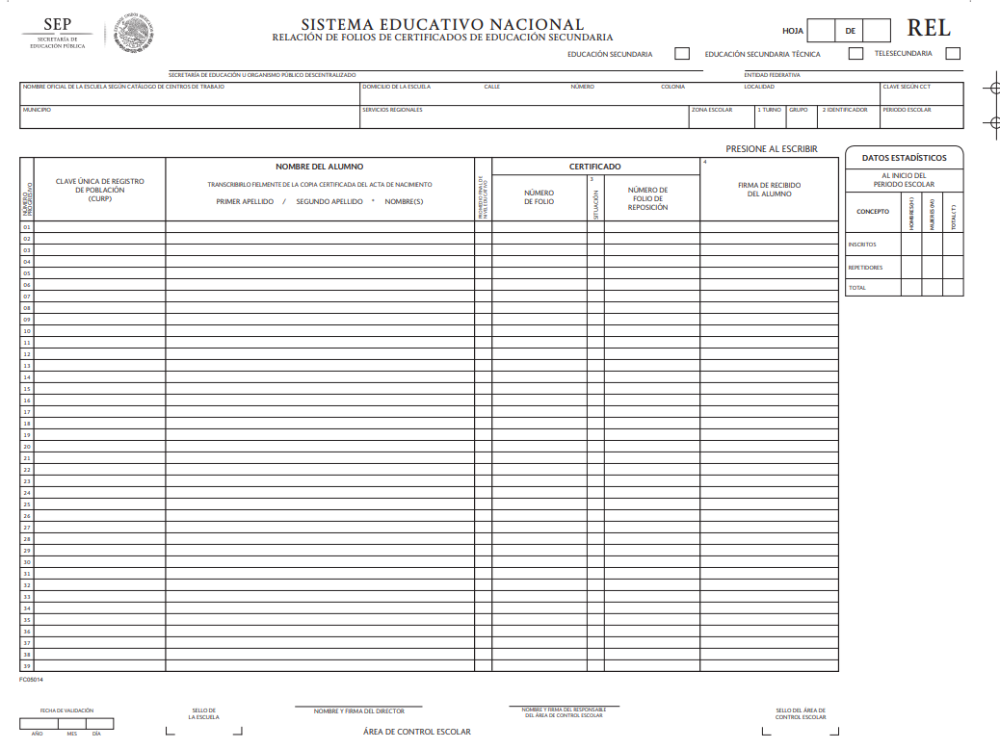 SEP
SECRETARÍA DE
EDUCACIÓN PÚBLICA
SISTEMA EDUCATIVO NACIONAL
RELACIÓN DE FOLIOS DE CERTIFICADOS DE EDUCACIÓN SECUNDARIA
HOJA DE REL
EDUCACIÓN SECUNDARIA EDUCACIÓN SECUNDARIA TÉCNICA TELESECUNDARIA
SECRETARÍA DE EDUCACIÓN U ORGANISMO PÚBLICO DESCENTRALIZADO ENTIDAD FEDERATIVA
NOMBRE OFICIAL DE LA ESCUELA SEGÚN CATÁLOGO DE CENTROS DE TRABAJO DOMICILIO DE LA ESCUELA CALLE NÚMERO COLONIA LOCALIDAD CLAVE SEGÚN CCT
MUNICIPIO SERVICIOS REGIONALES ZONA ESCOLAR 1 TURNO GRUPO 2 IDENTIFICADOR PERIODO ESCOLAR
PRESIONE AL ESCRIBIR
NÚMERO PROGRESIVO
CLAVE ÚNICA DE REGISTRO
DE POBLACIÓN
(CURP)
NOMBRE DEL ALUMNO
TRANSCRIBIRLO FIELMENTE DE LA COPIA CERTIFICADA DEL ACTA DE NACIMIENTO
PRIMER APELLIDO / SEGUNDO APELLIDO * NOMBRE(S)
PROMEDIO FINAL DE
NIVEL EDUCATIVO
CERTIFICADO
NÚMERO
DE FOLIO
3
SITUACIÓN
NÚMERO DE
FOLIO DE
REPOSICIÓN
4
FIRMA DE RECIBIDO
DEL ALUMNO
DATOS ESTADÍSTICOS
AL INICIO DEL
PERIODO ESCOLAR
CONCEPTO HOMBRES(H) MUJERES(M) TOTAL(T)
INSCRITOS
REPETIDORES
TOTAL
01
02
03
04
05
06
07
08
09
10
11
12
13
14
15
16
17
18
19
20
21
22
23
24
25
26
27
28
29
30
31
32
33
34
35
36
37
38
39
FC05014
FECHA DE VALIDACIÓN
AÑO MES DÍA
SELLO DE
LA ESCUELA
NOMBRE Y FIRMA DEL DIRECTOR
NOMBRE Y FIRMA DEL RESPONSABLE
DEL ÁREA DE CONTROL ESCOLAR
SELLO DEL ÁREA DE
CONTROL ESCOLAR
ÁREA DE CONTROL ESCOLAR